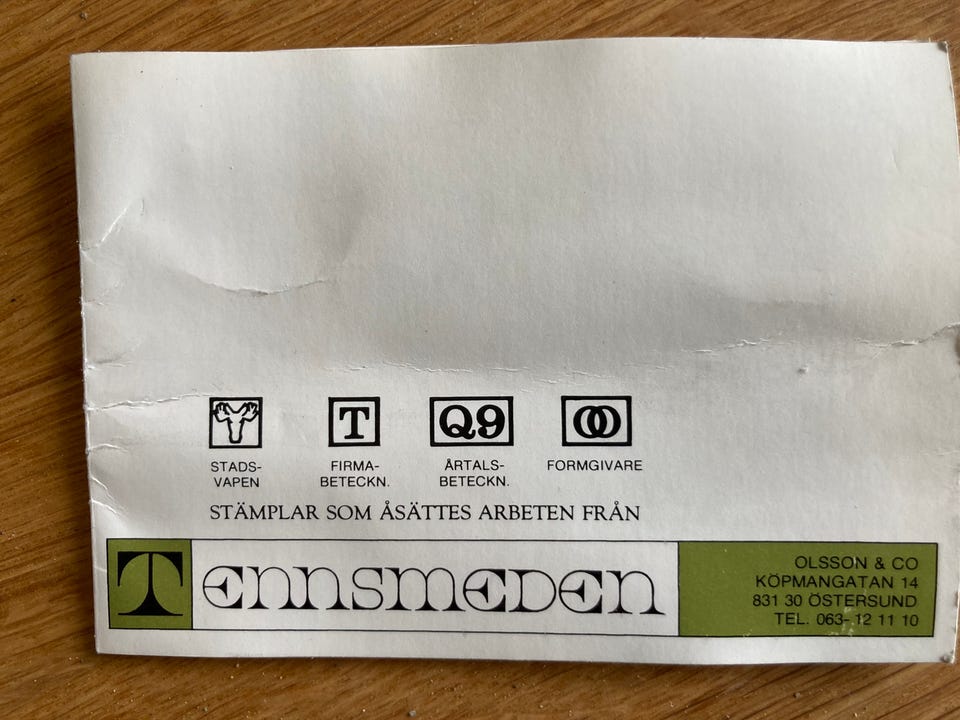 T
Q9
OO
STADS-
VAPEN
FIRMA-
BETECKN.
ÅRTALS-
BETECKN.
FORMGIVARE
STÄMPLAR SOM ÅSÄTTES ARBETEN FRÅN
TENNSMEDEN
OLSSON & CO
KÖPMANGATAN 14
831 30 ÖSTERSUND
TEL. 063-12 11 10